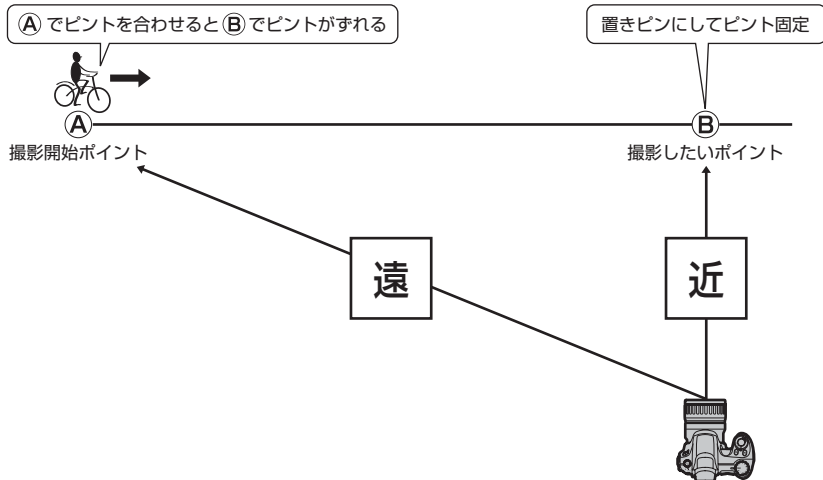 Ⓐ でピントを合わせると Ⓑ でピントがずれる
置きピンにしてピント固定
Ⓐ
Ⓑ
撮影開始ポイント
撮影したいポイント
遠
近